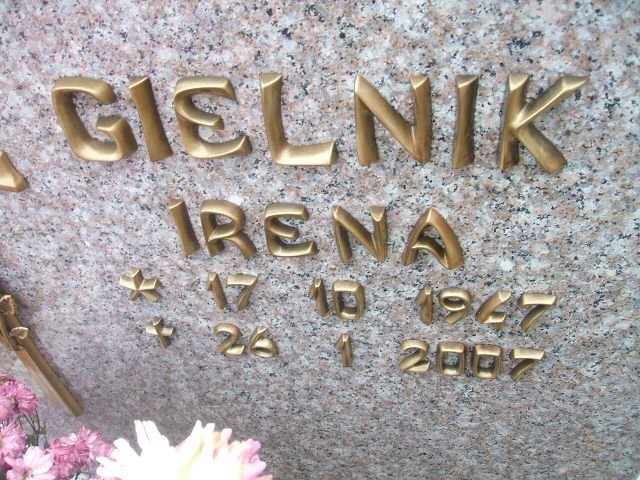 GIELNIK
IRENA
* 17 10 1947
+ 26 1 2007